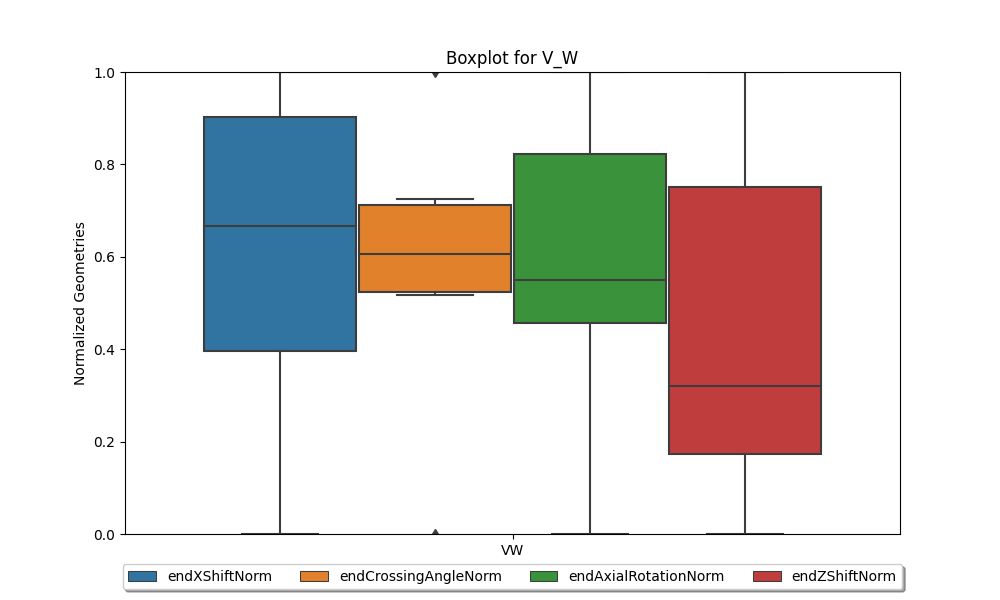 Boxplot for V_W
1.0
0.8
0.6
0.4
0.2
0.0
Normalized Geometries
VW
endXShiftNorm endCrossingAngleNorm endAxialRotationNorm endZShiftNorm